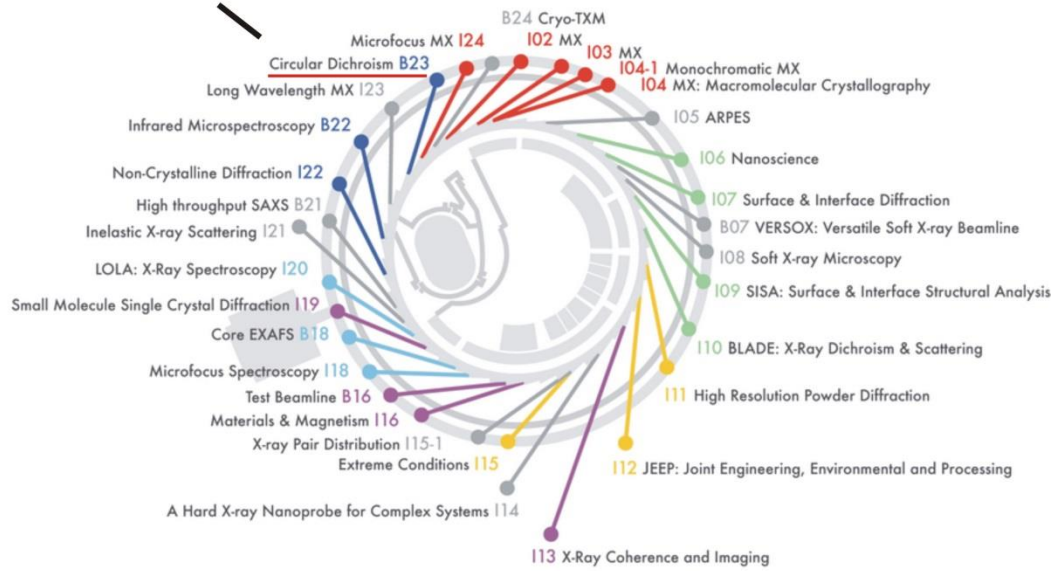 B24 Cryo-TXM
Microfocus MX I24
I02 MX
I03 MX
Circular Dichroism B23
I04-1 Monochromatic MX
Long Wavelength MX I23
I04 MX: Macromolecular Crystallography
I05 ARPES
Infrared Microspectroscopy B22
I06 Nanoscience
Non-Crystalline Diffraction I22
I07 Surface & Interface Diffraction
High throughput SAXS B21
B07 VERSOX: Versatile Soft X-ray Beamline
Inelastic X-ray Scattering I21
I08 Soft X-ray Microscopy
LOLA: X-Ray Spectroscopy I20
I09 SISA: Surface & Interface Structural Analysis
Small Molecule Single Crystal Diffraction I19
Core EXAFS B18
I10 BLADE: X-Ray Dichroism & Scattering
Microfocus Spectroscopy I18
Test Beamline B16
I11 High Resolution Powder Diffraction
Materials & Magnetism I16
X-ray Pair Distribution I15-1
Extreme Conditions I15
I12 JEEP: Joint Engineering, Environmental and Processing
A Hard X-ray Nanoprobe for Complex Systems I14
I13 X-Ray Coherence and Imaging